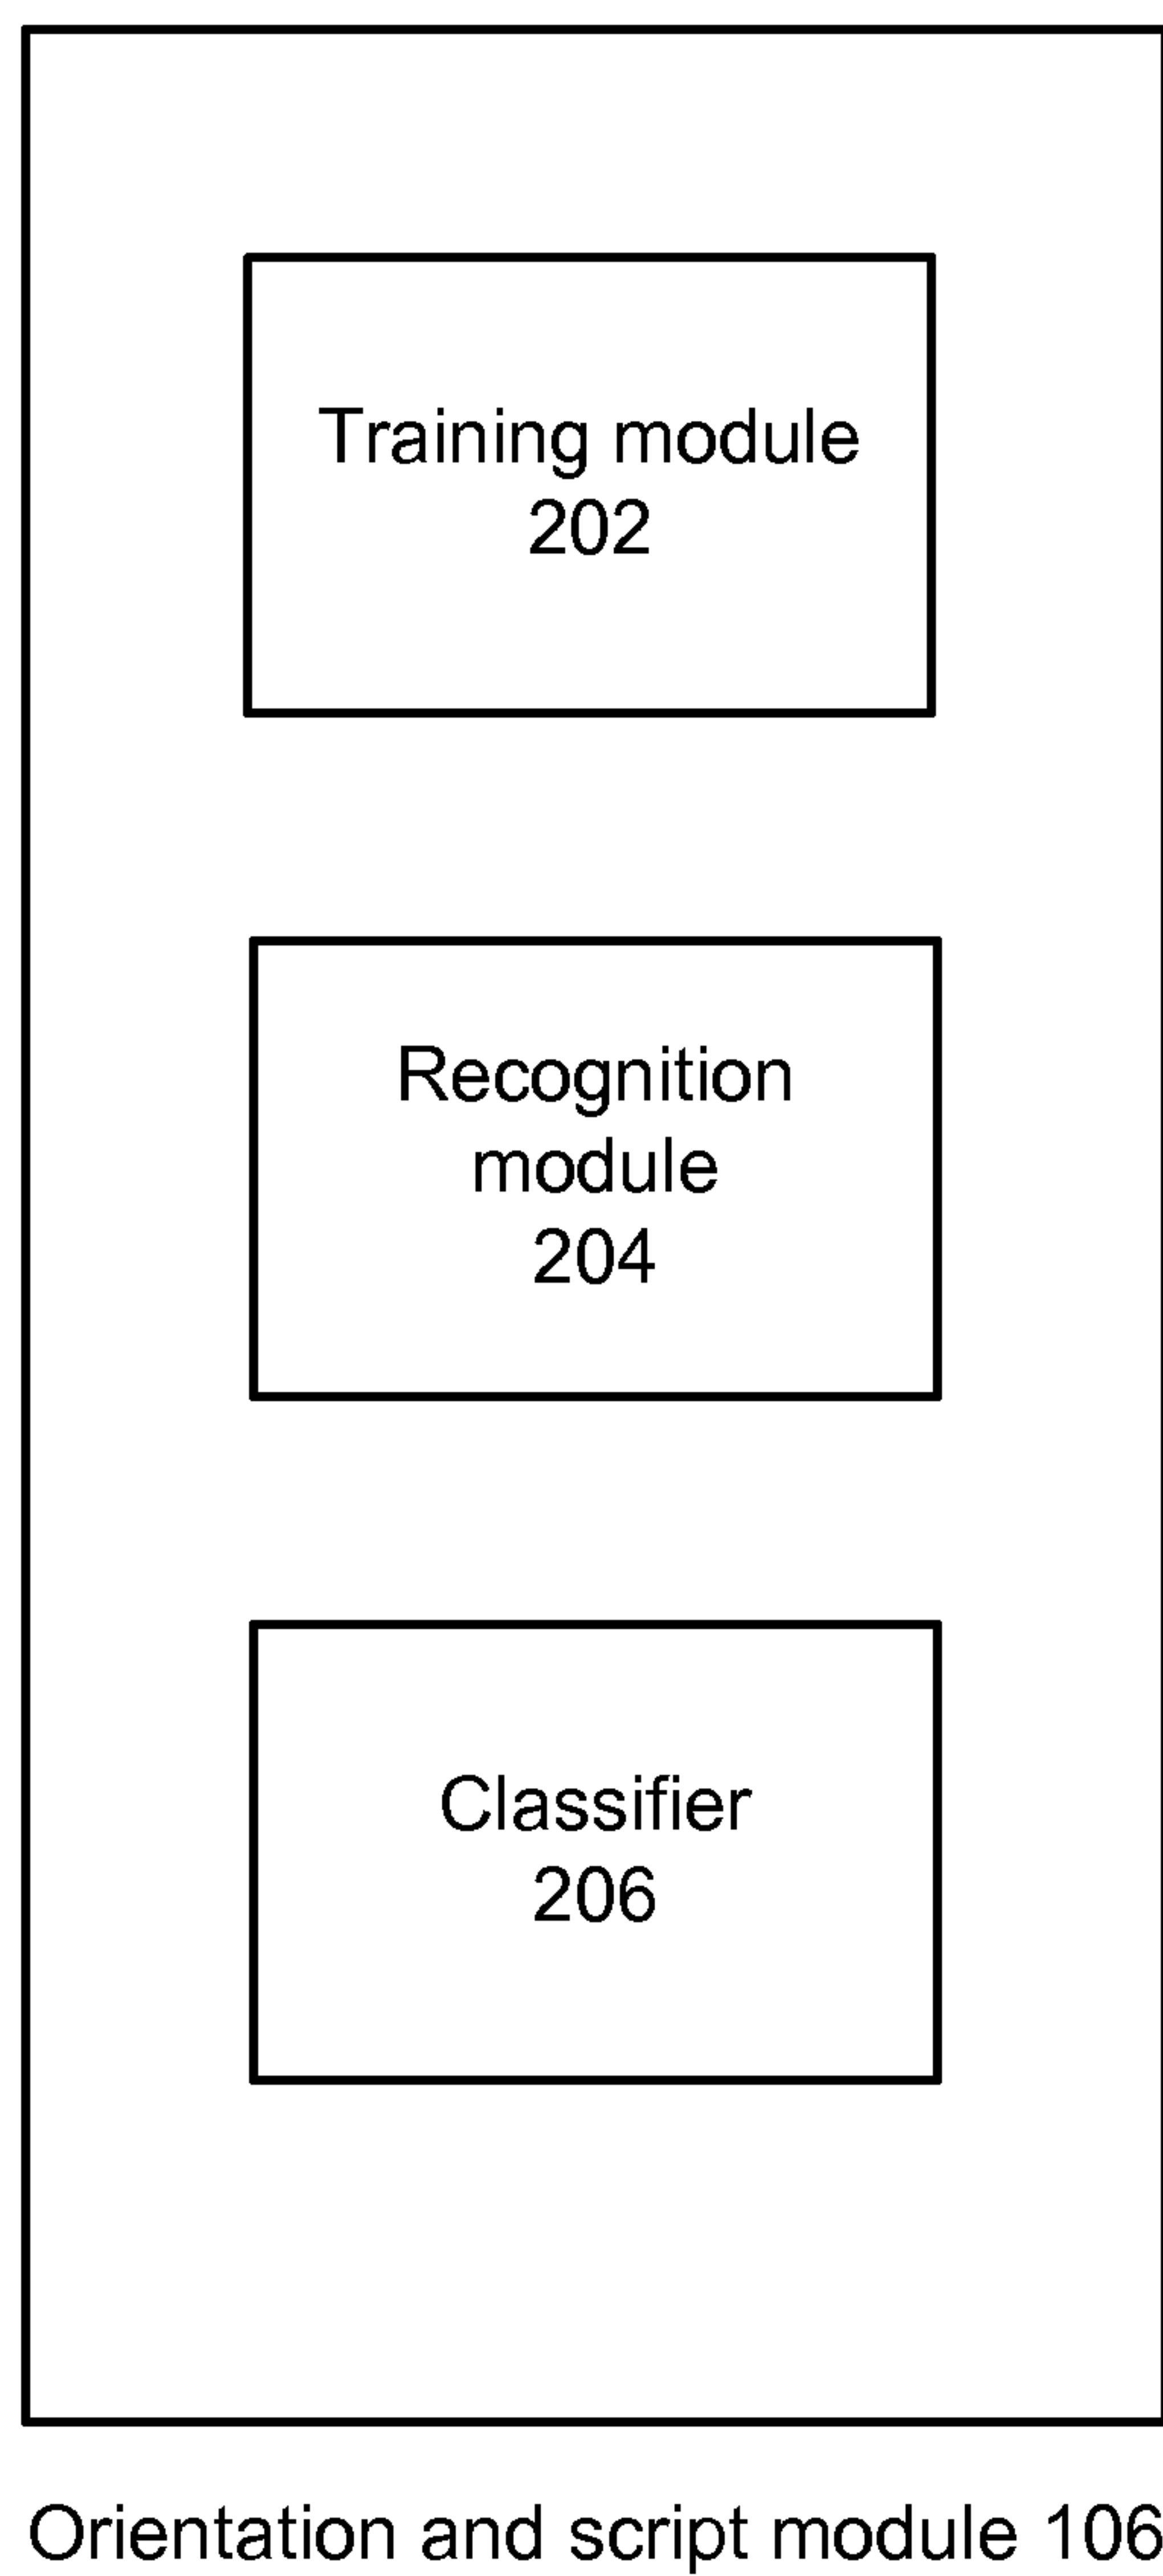 Training module
202
Recognition
module
204
Classifier
206
Orientation and script module 106